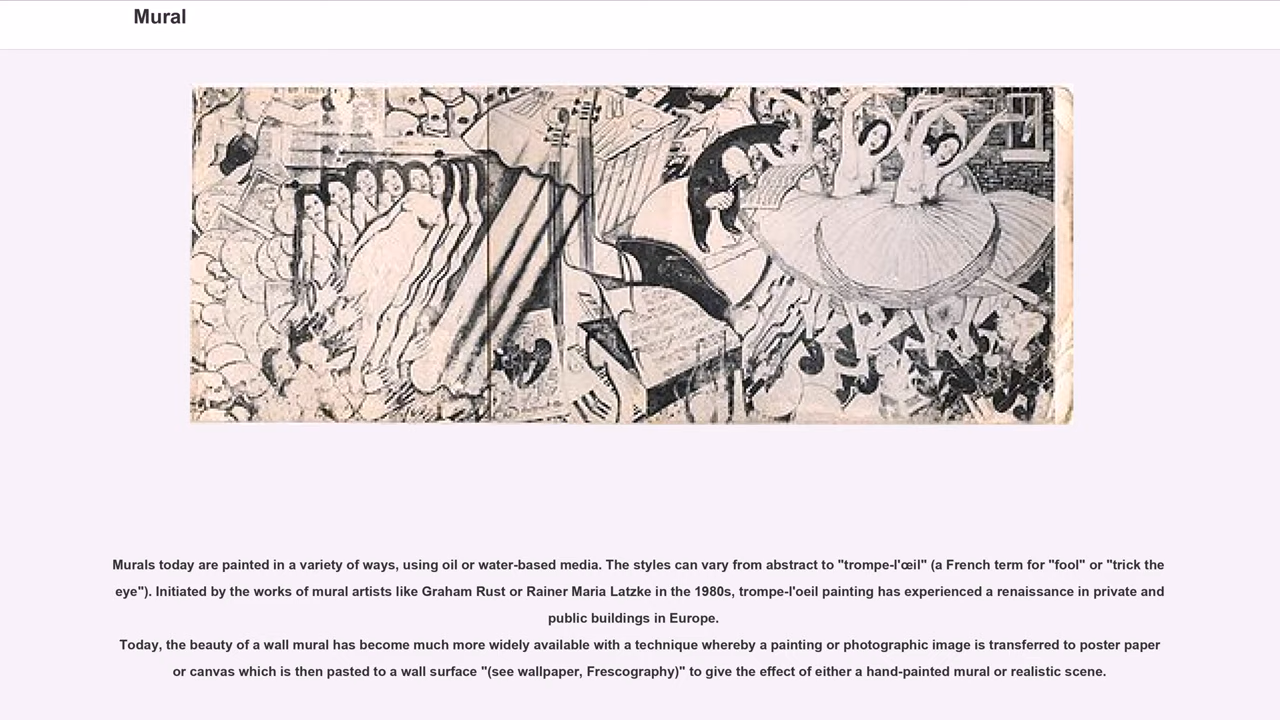 Mural
Murals today are painted in a variety of ways, using oil or water-based media. The styles can vary from abstract to "trompe-l'œil" (a French term for "fool" or "trick the
eye"). Initiated by the works of mural artists like Graham Rust or Rainer Maria Latzke in the 1980s, trompe-l'oeil painting has experienced a renaissance in private and
public buildings in Europe.
Today, the beauty of a wall mural has become much more widely available with a technique whereby a painting or photographic image is transferred to poster paper
or canvas which is then pasted to a wall surface "(see wallpaper, Frescography)" to give the effect of either a hand-painted mural or realistic scene.